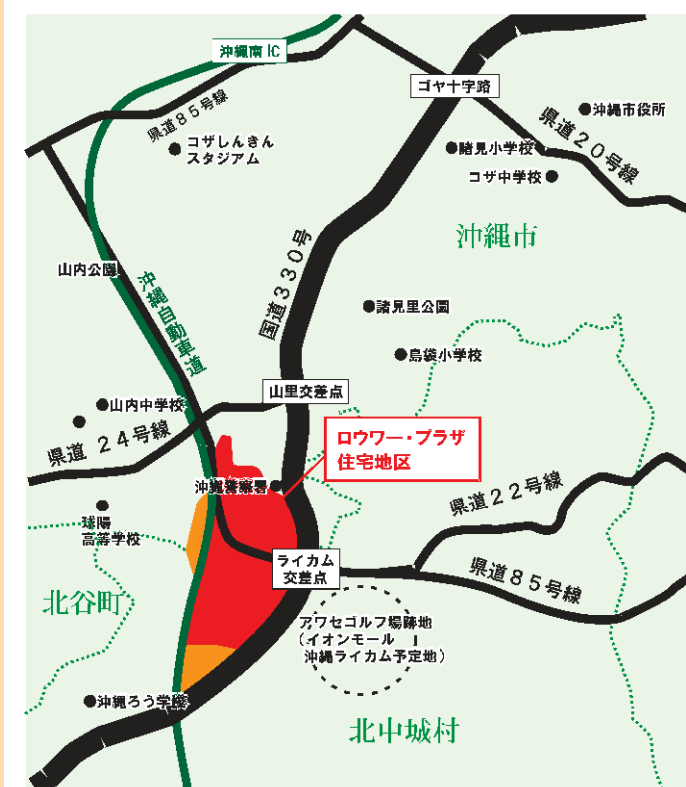 沖縄南IC
ゴヤ十字路
県道85号線
コザしんきん
スタジアム
沖縄市役所
諸見小学校
県道20号線
コザ中学校
沖縄市
国道330号
山内公園
沖縄自動車道
諸見里公園
島袋小学校
山里交差点
山内中学校
県道 24号線
ロウワー・プラザ
住宅地区
沖縄警察署
県道22号線
球陽
高等学校
ライカム
交差点
県道85号線
北谷町
アワセゴルフ場跡地
(イオンモール
沖縄ライカム予定地)
沖縄ろう学校
北中城村